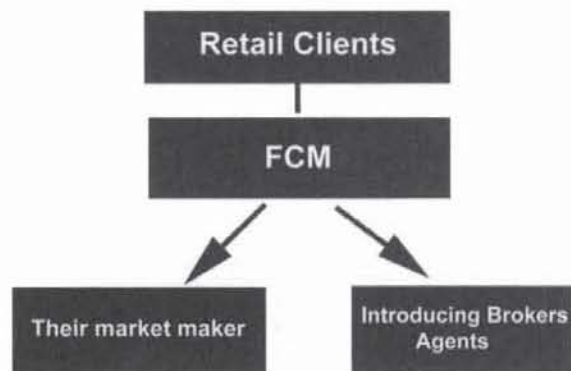 Retail Clients
FCM
Their market maker
Introducing Brokers
Agents